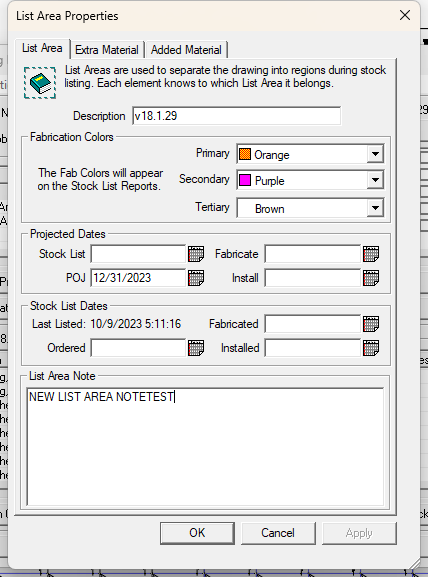 List Area Properties
List Area
Extra Material
Added Material
List Areas are used to separate the drawing into regions during stock
listing. Each element knows to which List Area it belongs.
Description
v18.1.29
Fabrication Colors
The Fab Colors will appear
on the Stock List Reports.
Primary
Orange
Secondary
Purple
Tertiary
Brown
Projected Dates
Stock List
Fabricate
POJ
12/31/2023
Install
Stock List Dates
Last Listed: 10/9/2023 5:11:16
Fabricated
Ordered
Installed
List Area Note
NEW LIST AREA NOTETEST
OK
Cancel
Apply